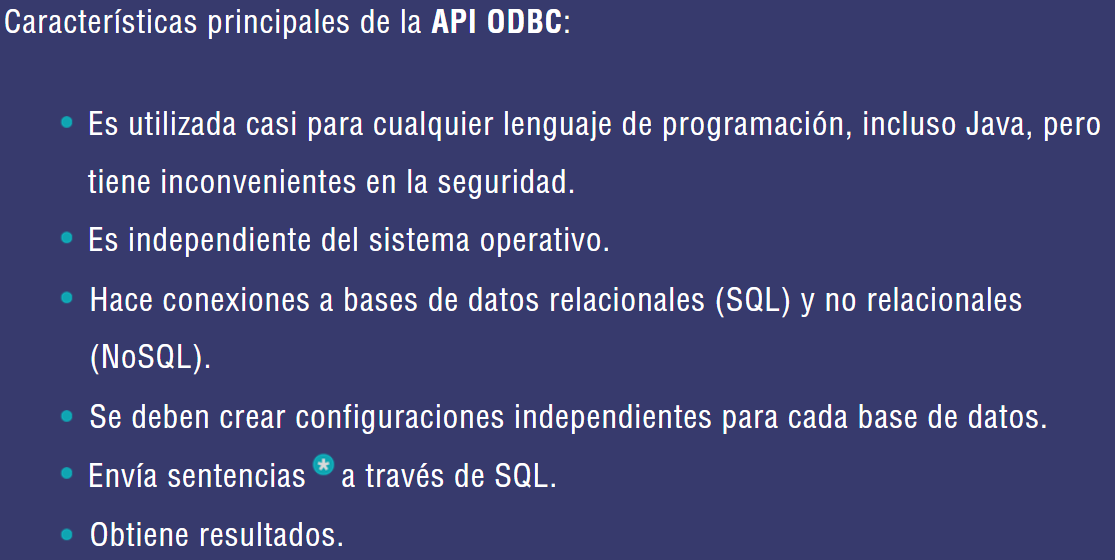 Características principales de la API ODBC:
Es utilizada casi para cualquier lenguaje de programación, incluso Java, pero
tiene inconvenientes en la seguridad.
Es independiente del sistema operativo.
Hace conexiones a bases de datos relacionales (SQL) y no relacionales
(NoSQL).
Se deben crear configuraciones independientes para cada base de datos.
Envía sentencias * a través de SQL.
Obtiene resultados.